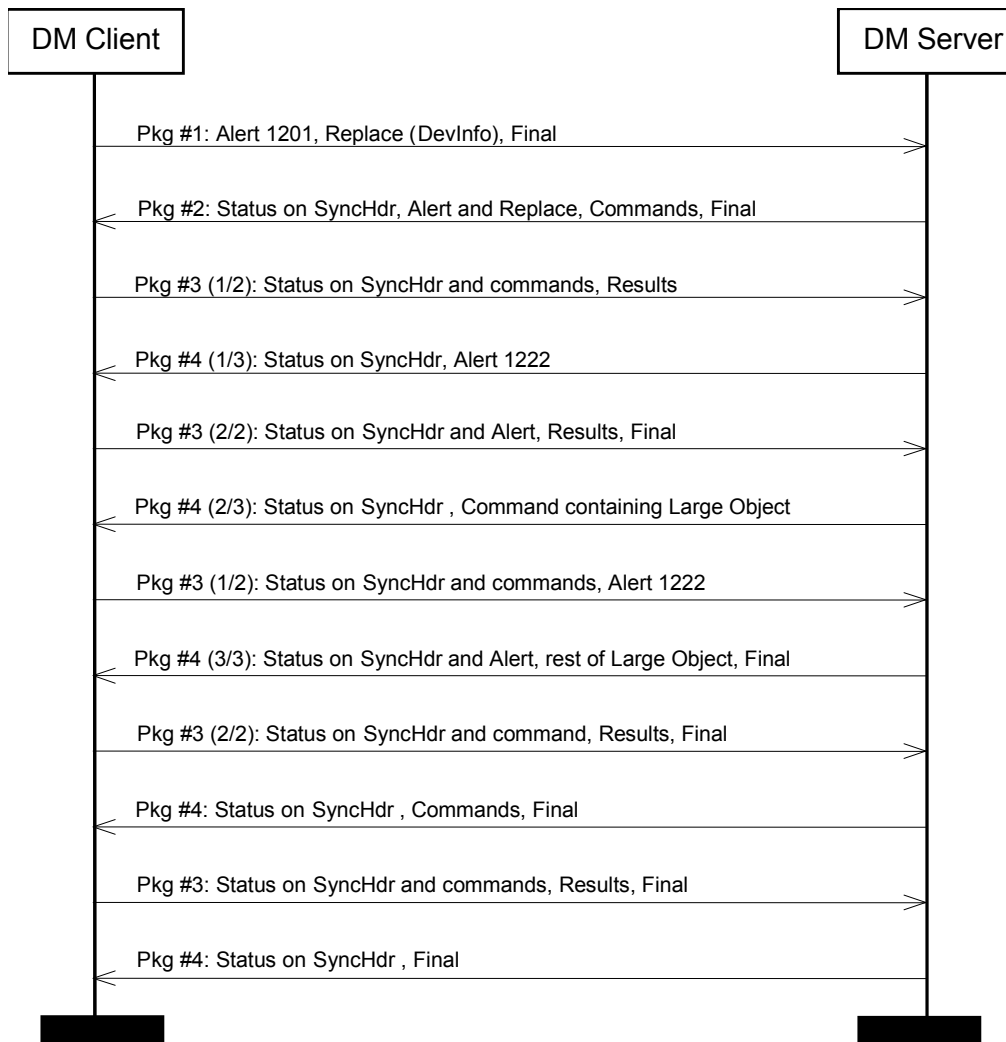 DM Client
DM Server
Pkg #1: Alert 1201, Replace (DevInfo), Final
Pkg #2: Status on SyncHdr, Alert and Replace, Commands, Final
Pkg #3 (1/2): Status on SyncHdr and commands, Results
Pkg #4 (1/3): Status on SyncHdr, Alert 1222
Pkg #3 (2/2): Status on SyncHdr and Alert, Results, Final
Pkg #4 (2/3): Status on SyncHdr , Command containing Large Object
Pkg #3 (1/2): Status on SyncHdr and commands, Alert 1222
Pkg #4 (3/3): Status on SyncHdr and Alert, rest of Large Object, Final
Pkg #3 (2/2): Status on SyncHdr and command, Results, Final
Pkg #4: Status on SyncHdr , Commands, Final
Pkg #3: Status on SyncHdr and commands, Results, Final
Pkg #4: Status on SyncHdr , Final